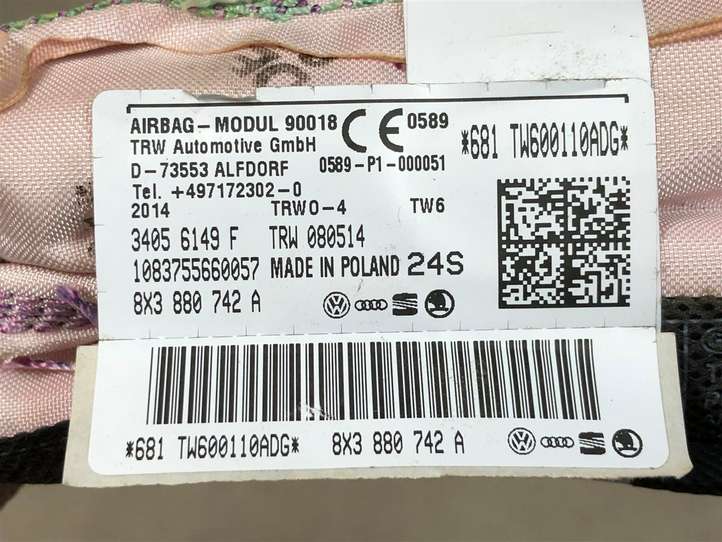 AIRBAG-MODUL 90018 CE 0589
TRW Automotive GmbH
D-73553 ALFDORF 0589-P1-000051
Tel. +497172302-0
2014 TRWO-4 TW6
3405 6149 F TRW 080514
1083755660057 MADE IN POLAND 24S
8X3 880 742 A
*681 TW600110ADG*
*681 TW600110ADG* 8X3 880 742 A